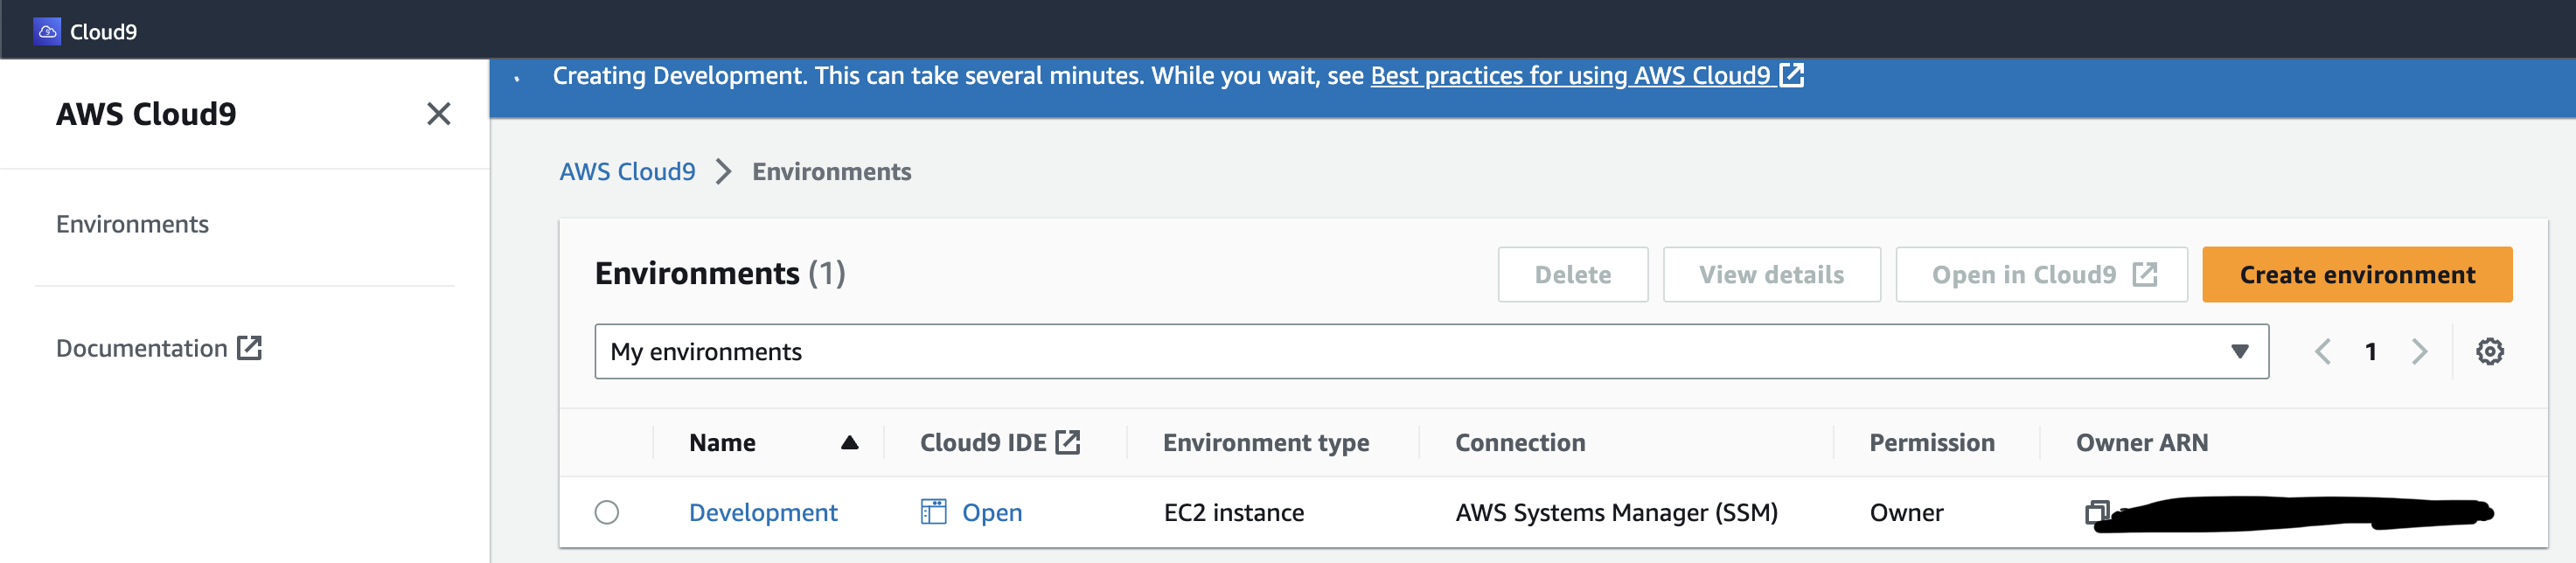 Cloud9
AWS Cloud9
Environments
Documentation
Creating Development. This can take several minutes. While you wait, see Best practices for using AWS Cloud9
AWS Cloud9 Environments
Environments (1) Delete View details Open in Cloud9 Create environment
My environments 1
Name Cloud9 IDE Environment type Connection Permission Owner ARN
Development Open EC2 instance AWS Systems Manager (SSM) Owner